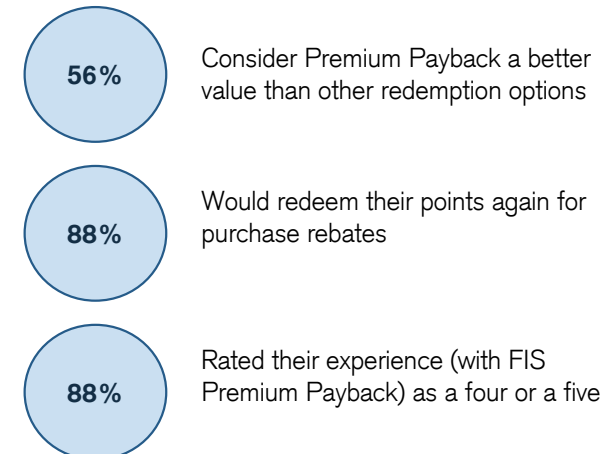 56%
Consider Premium Payback a better
value than other redemption options
88%
Would redeem their points again for
purchase rebates
88%
Rated their experience (with FIS
Premium Payback) as a four or a five